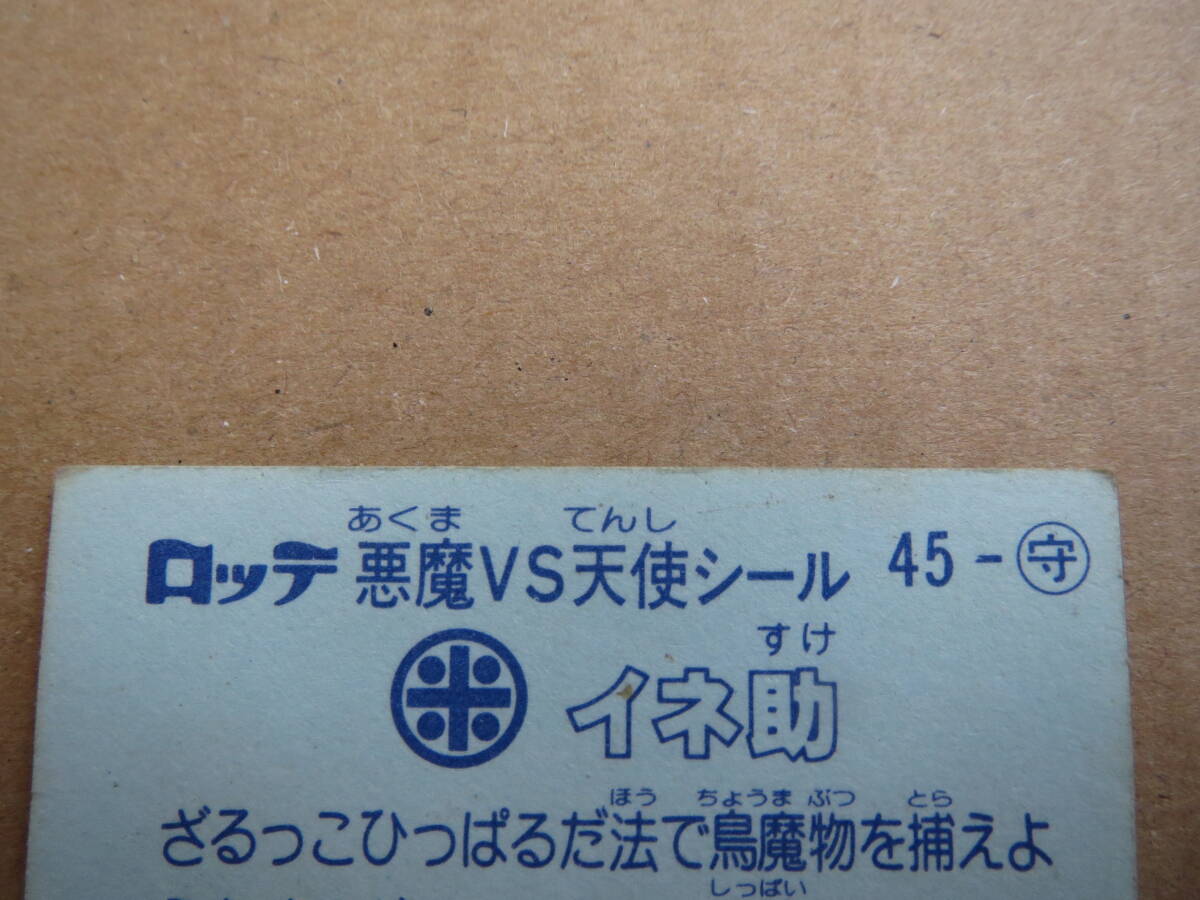 あくま てんし
ロッテ 悪魔VS天使シール 45-守
すけ
米 イネ助
ほう ちょうま ぶつ とら
ざるっこひっぱるだ法で鳥魔物を捕えよ
しっぱい